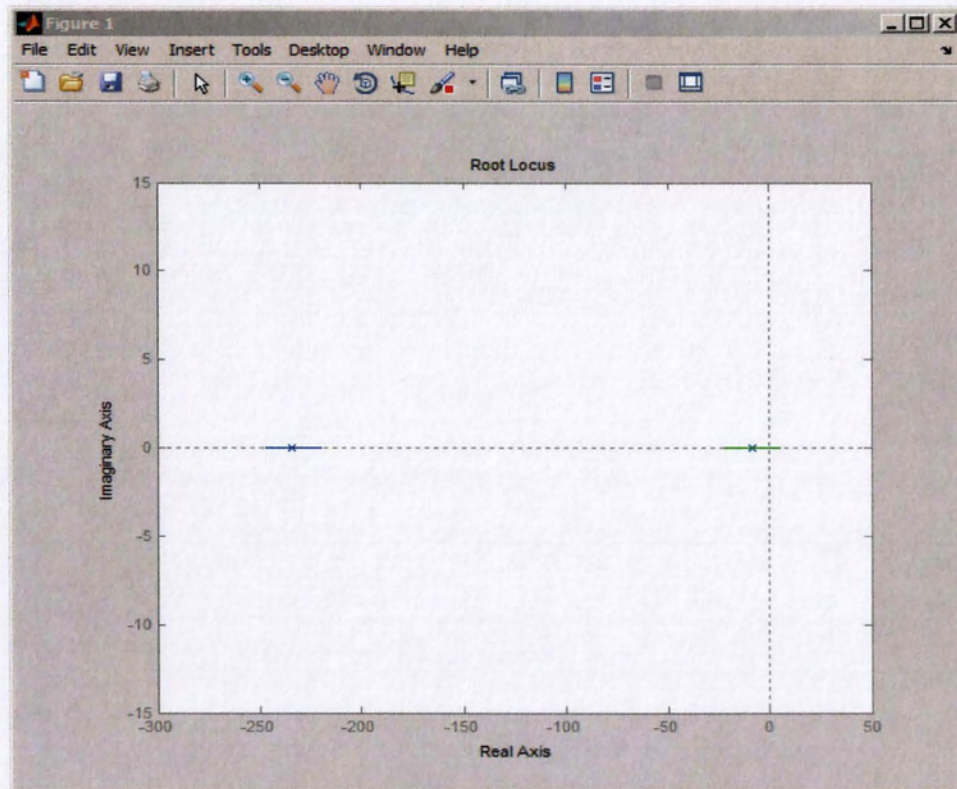 Figure 1
File Edit View Insert Tools Desktop Window Help
Root Locus
15
10
5
0
-5
-10
-15
Imaginary Axis
-300 -250 -200 -150 -100 -50 0 50
Real Axis